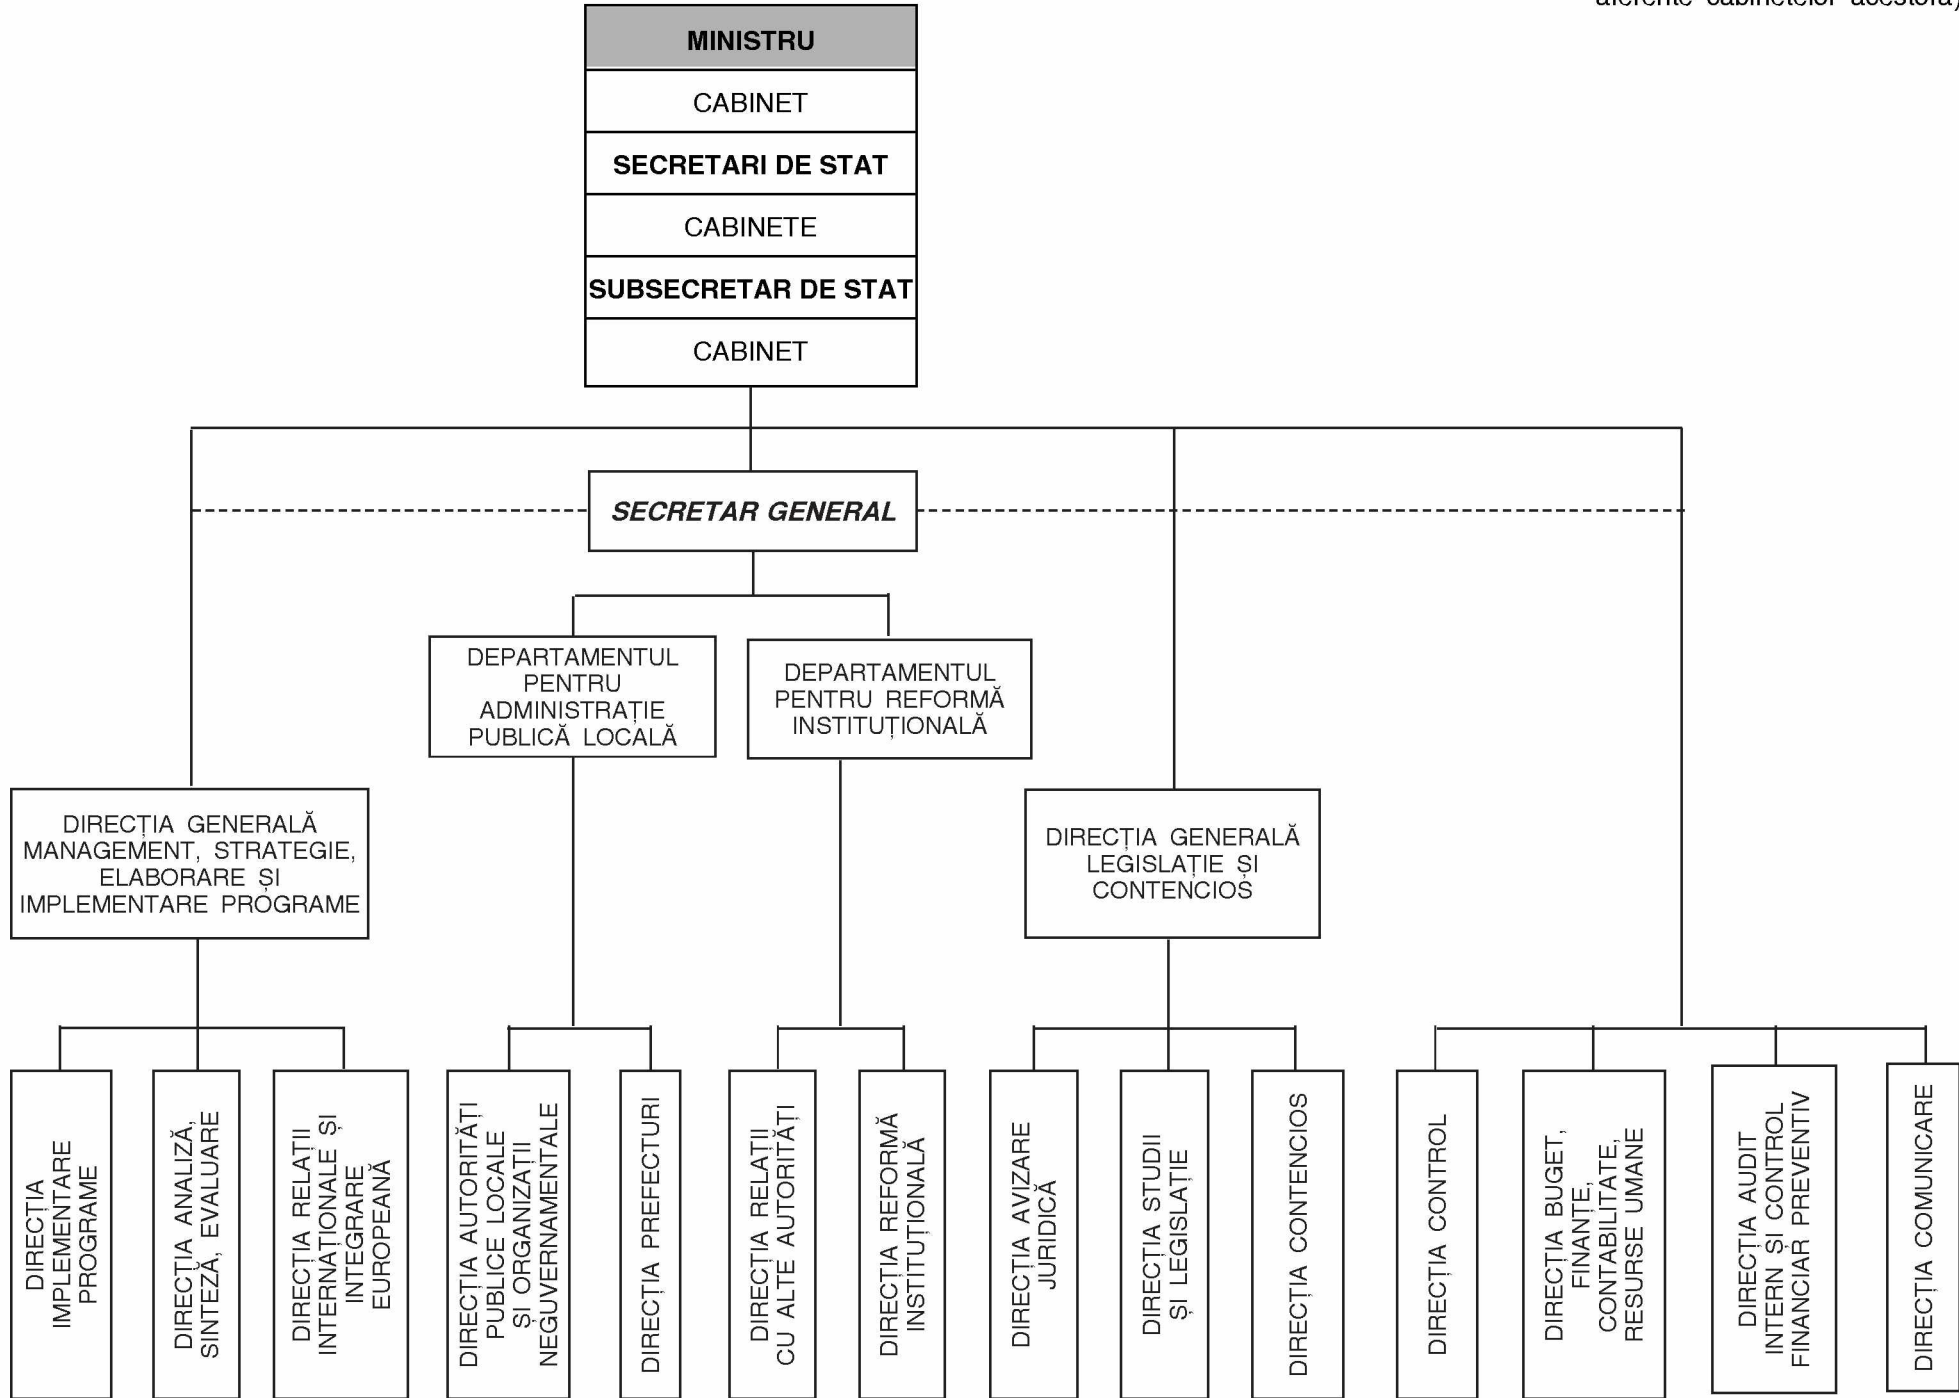 aferente cabinetelor acestora)
MINISTRU
CABINET
SECRETARI DE STAT
CABINETE
SUBSECRETAR DE STAT
CABINET
SECRETAR GENERAL
DEPARTAMENTUL
PENTRU
ADMINISTRAȚIE
PUBLICĂ LOCALĂ
DEPARTAMENTUL
PENTRU REFORMĂ
INSTITUȚIONALĂ
DIRECȚIA GENERALĂ
MANAGEMENT, STRATEGIE,
ELABORARE ȘI
IMPLEMENTARE PROGRAME
DIRECȚIA GENERALĂ
LEGISLAȚIE ȘI
CONTENCIOS
DIRECȚIA
IMPLEMENTARE
PROGRAME
DIRECȚIA ANALIZĂ,
SINTEZĂ, EVALUARE
DIRECȚIA RELAȚII
INTERNAȚIONALE ȘI
INTEGRARE
EUROPEANĂ
DIRECȚIA AUTORITĂȚI
PUBLICE LOCALE
ȘI ORGANIZAȚII
NEGUVERNAMENTALE
DIRECȚIA PREFECTURI
DIRECȚIA RELAȚII
CU ALTE AUTORITĂȚI
DIRECȚIA REFORMĂ
INSTITUȚIONALĂ
DIRECȚIA AVIZARE
JURIDICĂ
DIRECȚIA STUDII
ȘI LEGISLAȚIE
DIRECȚIA CONTENCIOS
DIRECȚIA CONTROL
DIRECȚIA BUGET,
FINANȚE,
CONTABILITATE,
RESURSE UMANE
DIRECȚIA AUDIT
INTERN ȘI CONTROL
FINANCIAR PREVENTIV
DIRECȚIA COMUNICARE